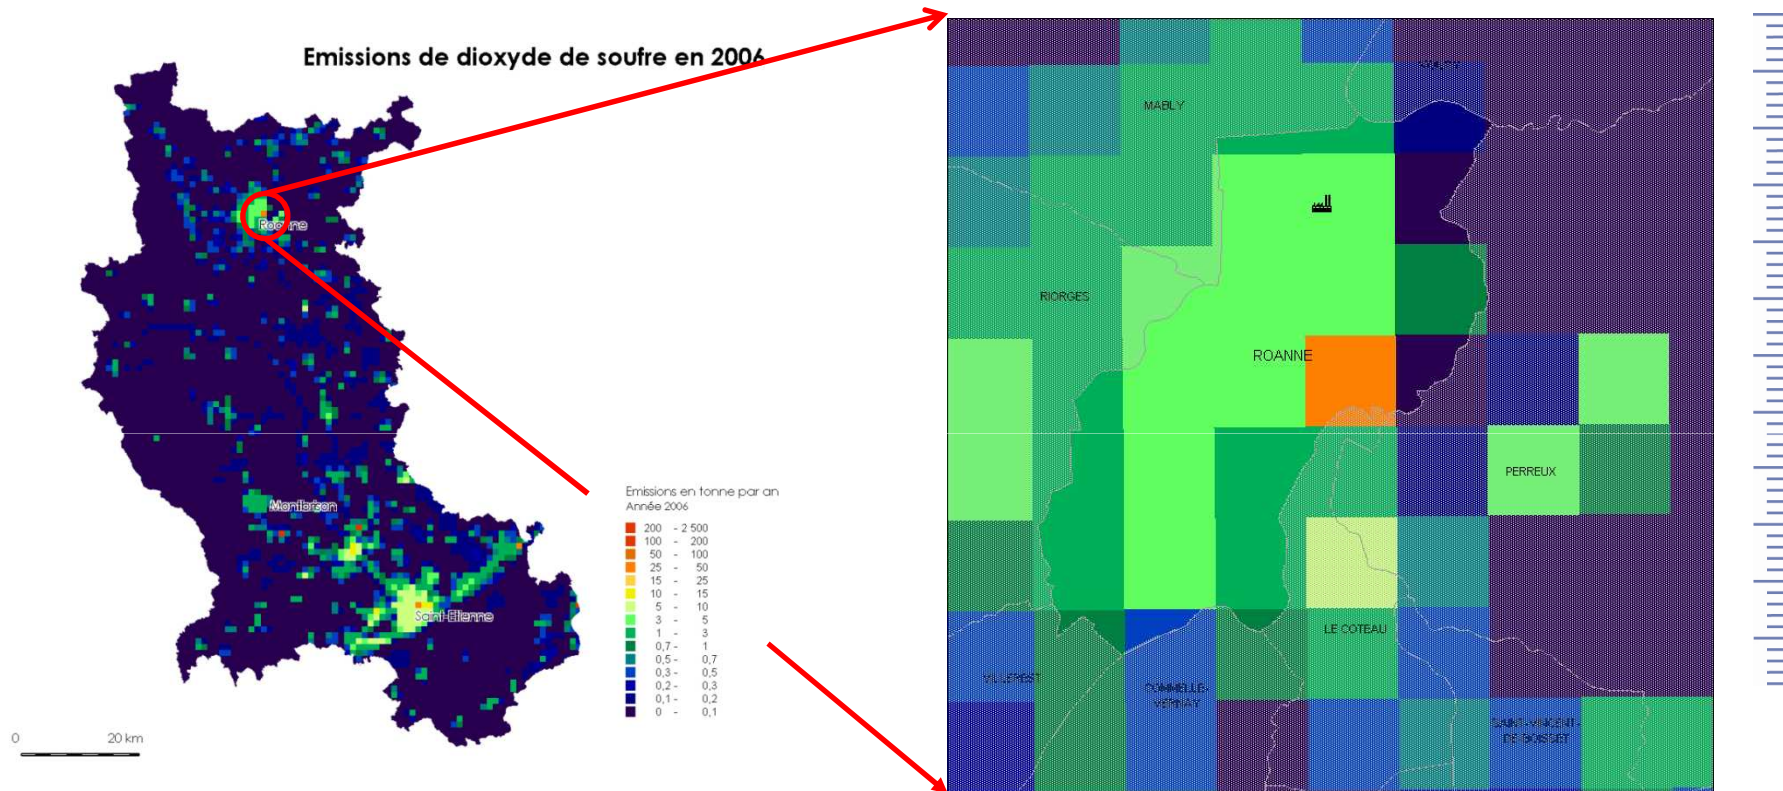 Emissions de dioxyde de soufre en 2006
Roanne
Montbrison
Saint-Etienne
0 20 km
Emissions en tonne par an
Année 2006
200 - 2 500
100 - 200
50 - 100
25 - 50
15 - 25
10 - 15
5 - 10
3 - 5
1 - 3
0,7 - 1
0,5 - 0,7
0,3 - 0,5
0,2 - 0,3
0,1 - 0,2
0 - 0,1
MABLY
RIORGES
ROANNE
PERREUX
LE COTEAU
VILLEREST
COMMELLE-
VERNAY
SAINT-VINCENT-
DE-BOISSET